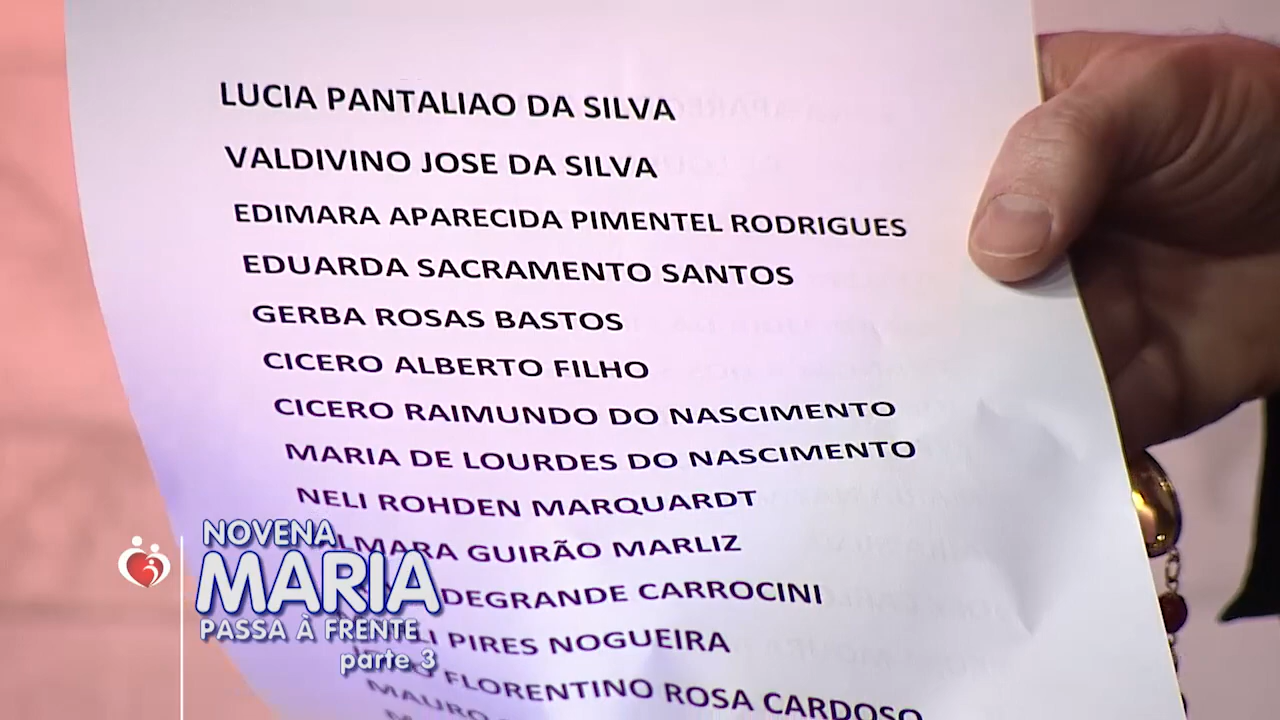 LUCIA PANTALIAO DA SILVA
VALDIVINO JOSE DA SILVA
EDIMARA APARECIDA PIMENTEL RODRIGUES
EDUARDA SACRAMENTO SANTOS
GERBA ROSAS BASTOS
CICERO ALBERTO FILHO
CICERO RAIMUNDO DO NASCIMENTO
MARIA DE LOURDES DO NASCIMENTO
NELI ROHDEN MARQUARDT
GUIRÃO MARLIZ
CARROCINI
PIRES NOGUEIRA
FLORENTINO ROSA CARDOSO
NOVENA
MARIA
PASSA À FRENTE
parte 3